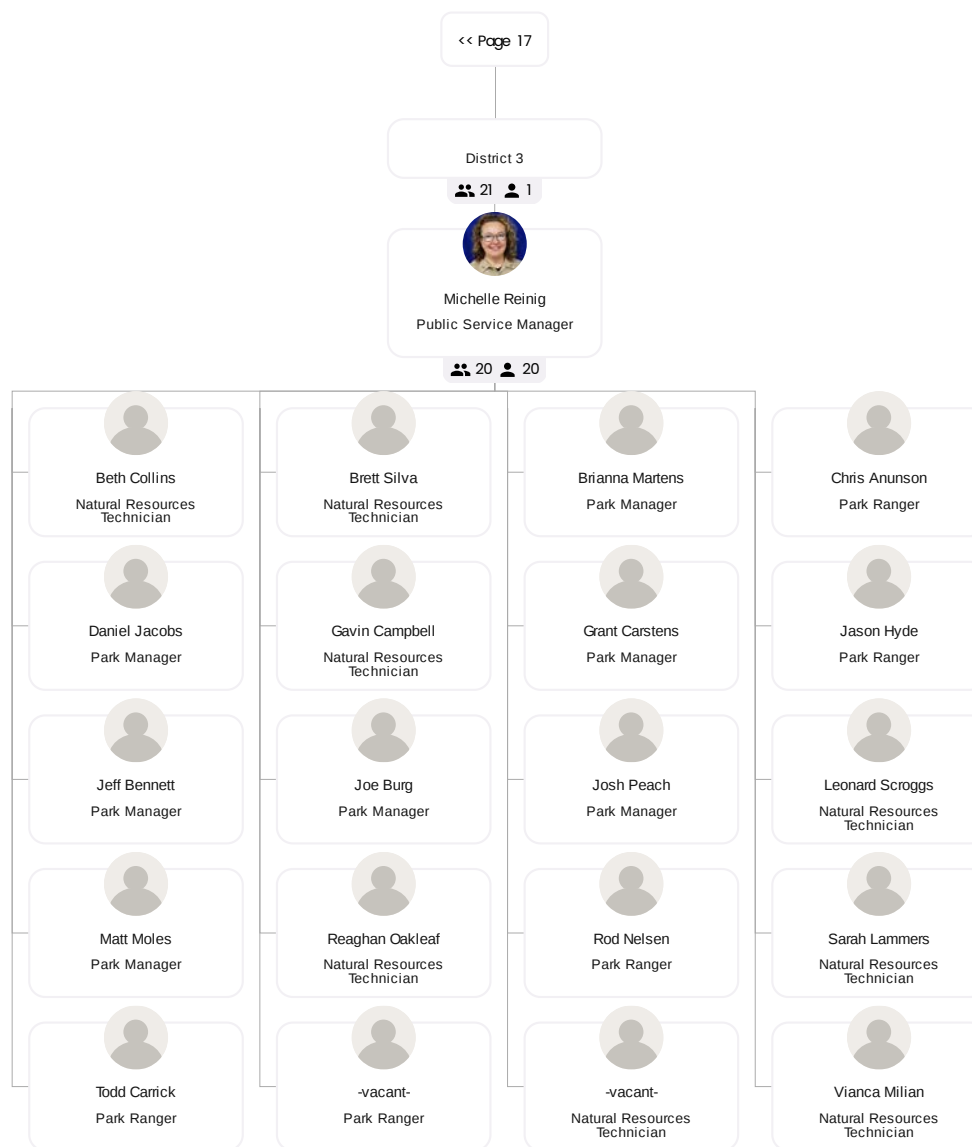 << Page 17
District 3
21 1
Michelle Reinig
Public Service Manager
20 20
Beth Collins
Natural Resources
Technician
Brett Silva
Natural Resources
Technician
Brianna Martens
Park Manager
Chris Anunson
Park Ranger
Daniel Jacobs
Park Manager
Gavin Campbell
Natural Resources
Technician
Grant Carstens
Park Manager
Jason Hyde
Park Ranger
Jeff Bennett
Park Manager
Joe Burg
Park Manager
Josh Peach
Park Manager
Leonard Scroggs
Natural Resources
Technician
Matt Moles
Park Manager
Reaghan Oakleaf
Natural Resources
Technician
Rod Nelsen
Park Ranger
Sarah Lammers
Natural Resources
Technician
Todd Carrick
Park Ranger
-vacant-
Park Ranger
-vacant-
Natural Resources
Technician
Vianca Milian
Natural Resources
Technician